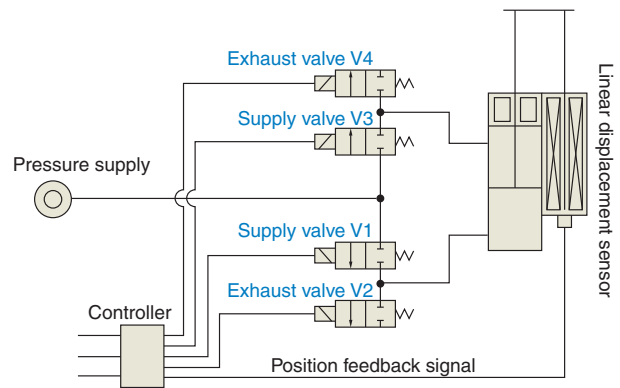 Exhaust valve V4
Supply valve V3
Pressure supply
Supply valve V1
Exhaust valve V2
Controller
Position feedback signal
Linear displacement sensor